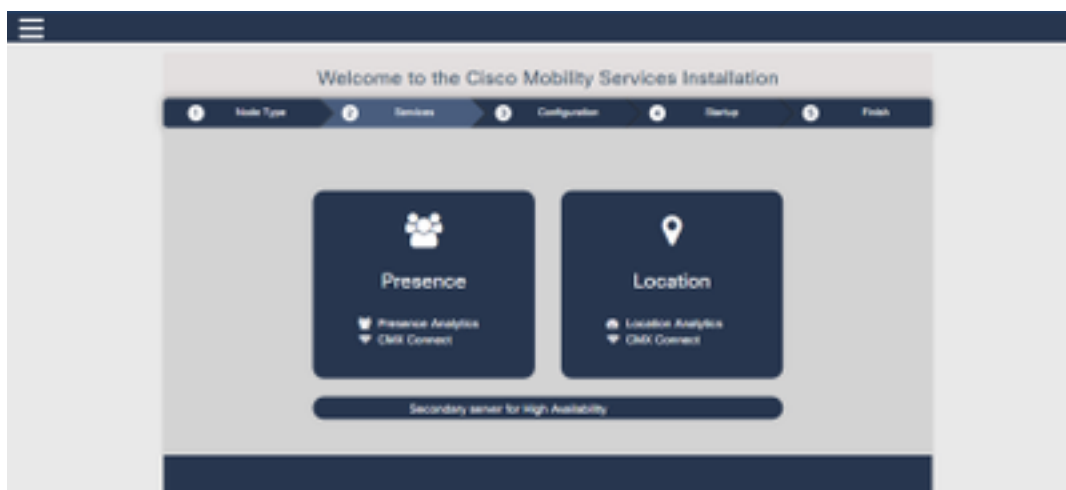 Welcome to the Cisco Mobility Services Installation
1 Node Type 2 Services 3 Configuration 4 Startup 5 Finish
Presence
Presence Analytics
CMX Connect
Location
Location Analytics
CMX Connect
Secondary server for High Availability